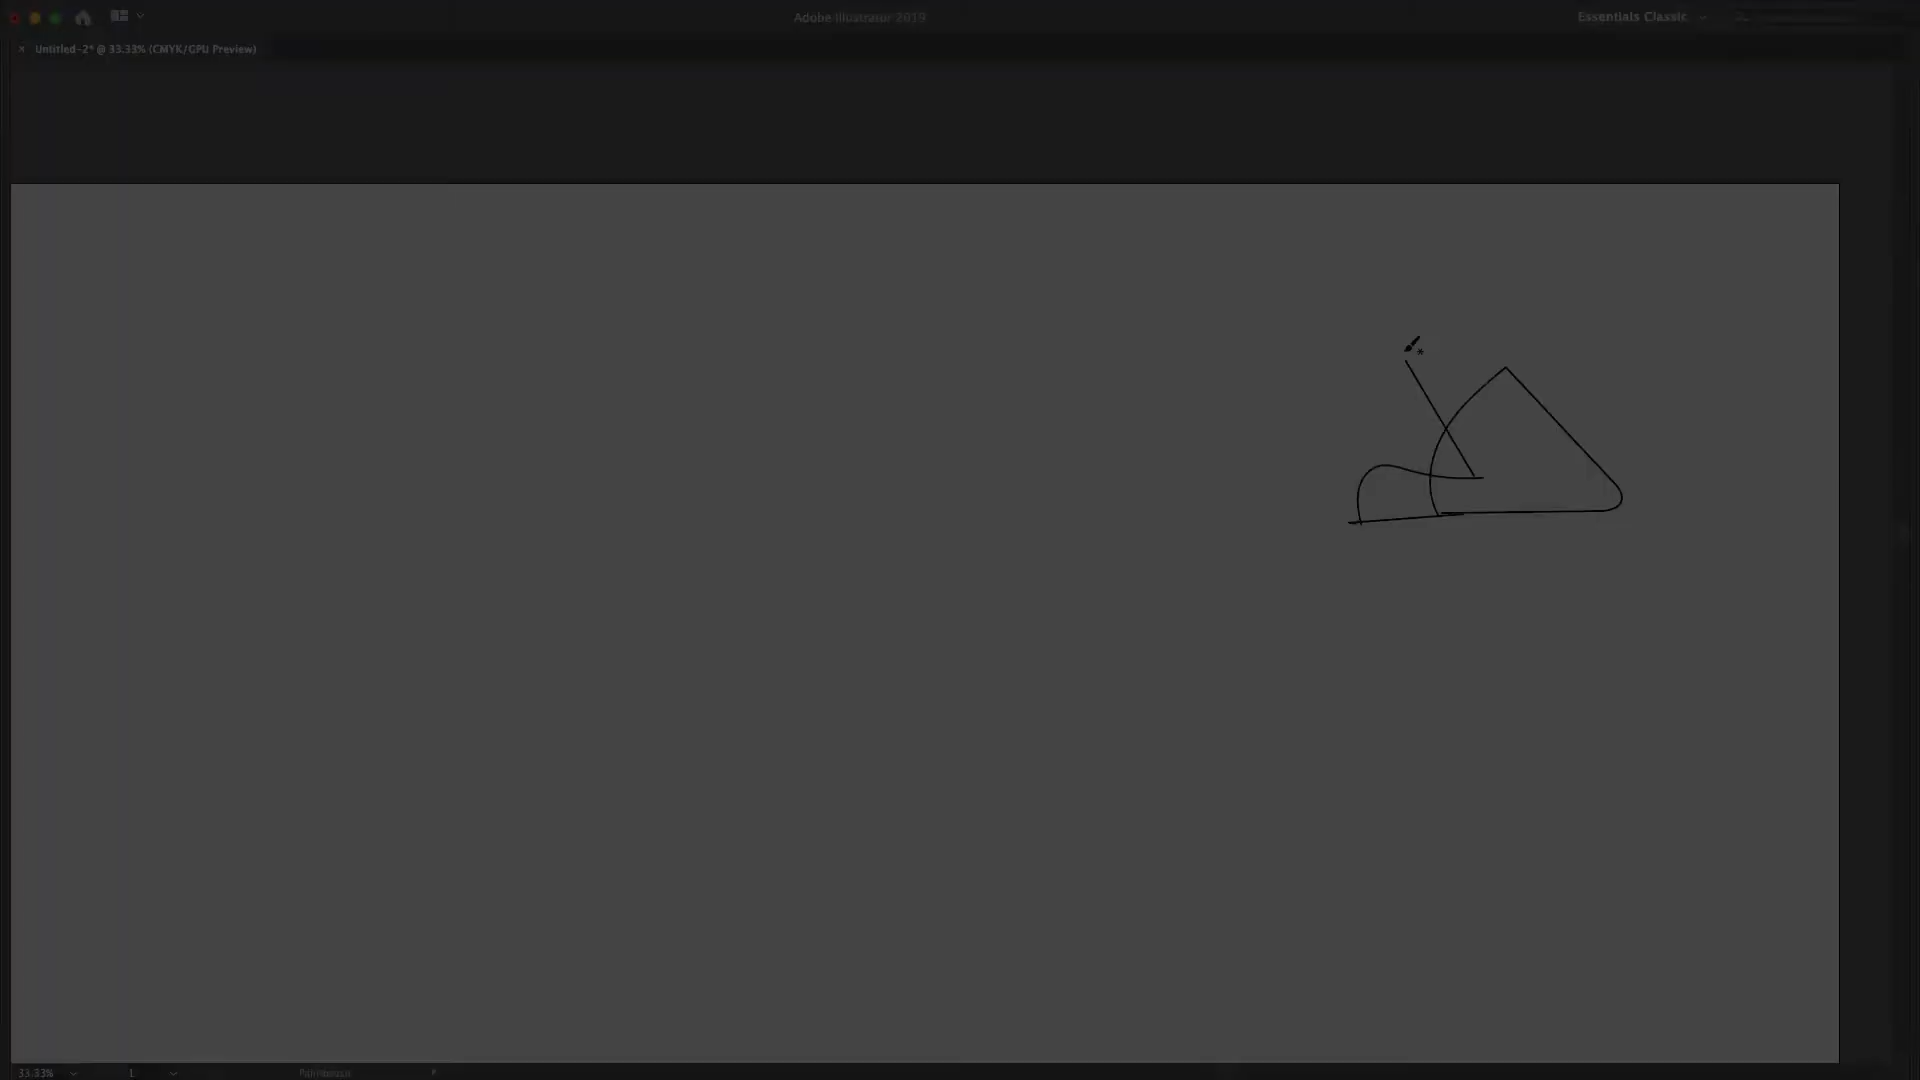 Adobe Illustrator 2019
Essentials Classic
× Untitled-2* @ 33.33% (CMYK/GPU Preview)
33.33% 1 Paintbrush